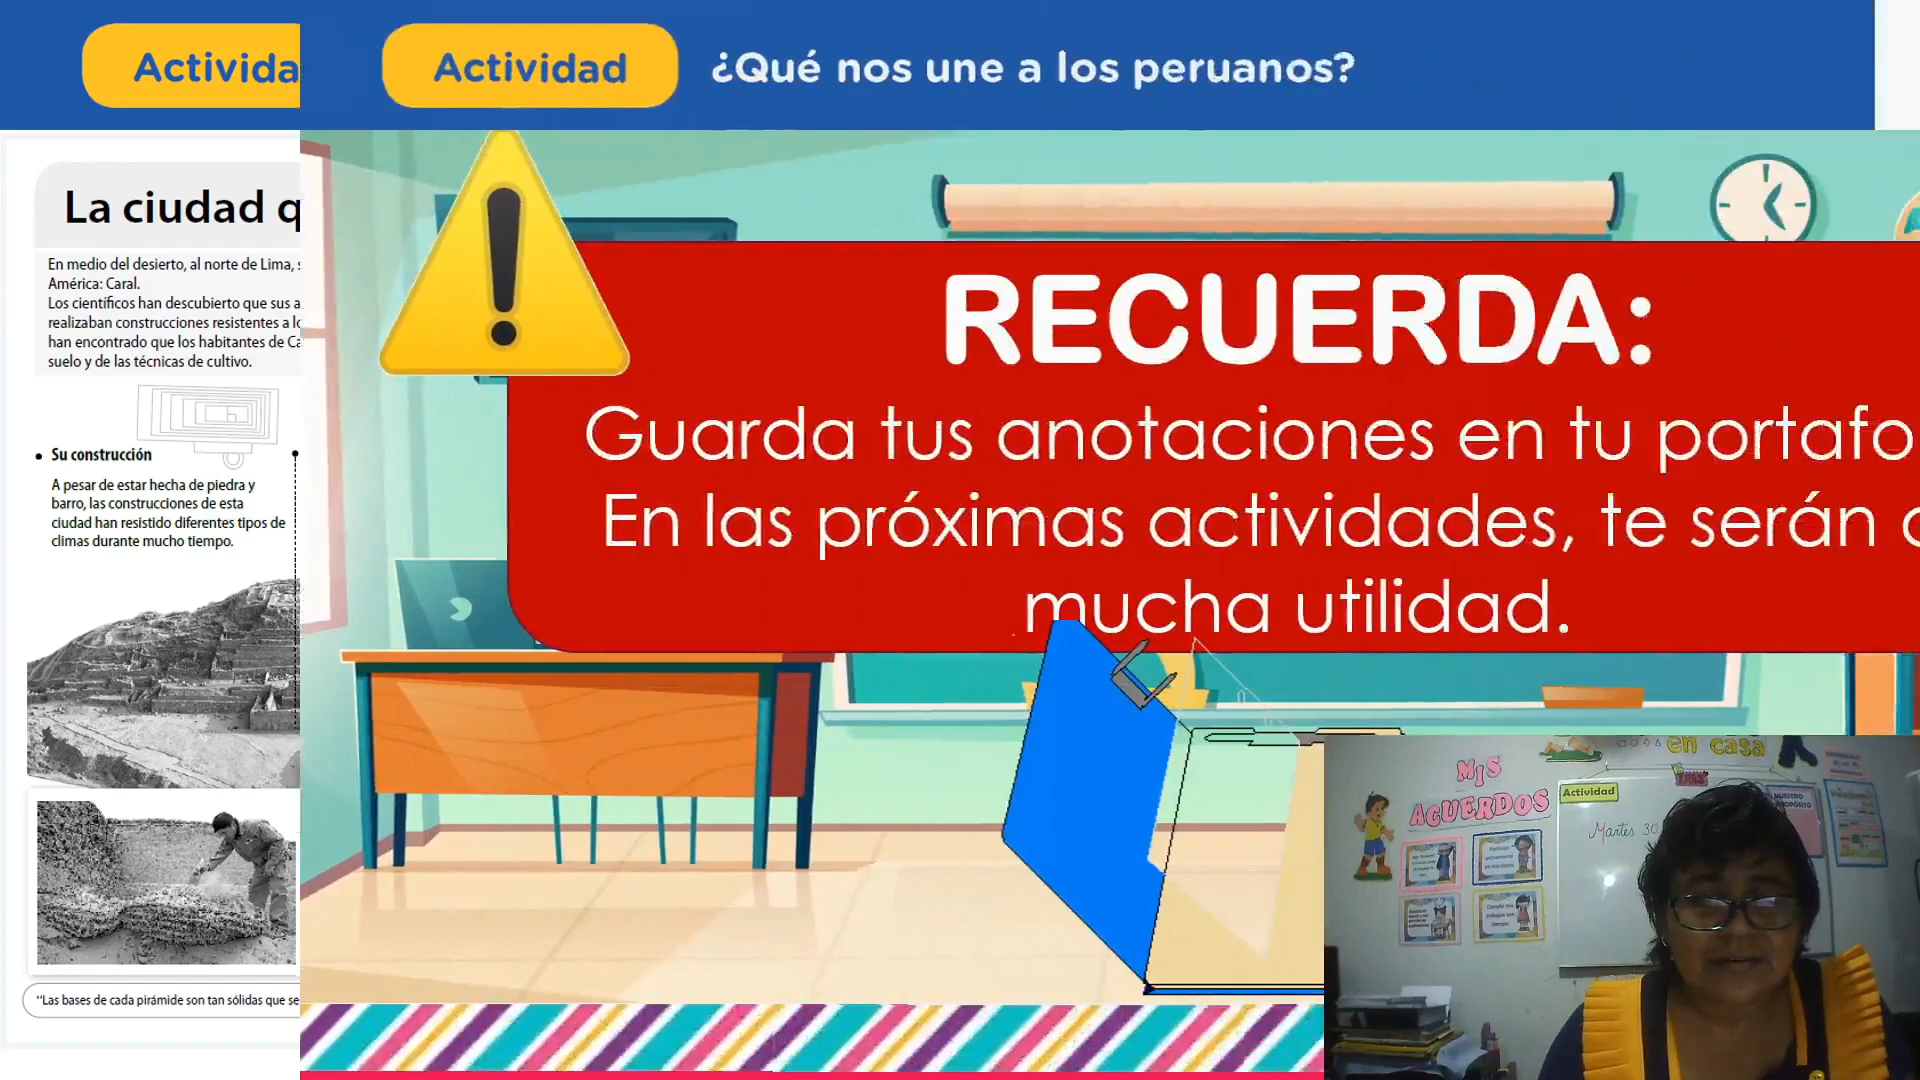 Activida
Actividad
¿Qué nos une a los peruanos?
La ciudad q
En medio del desierto, al norte de Lima, s
América: Caral.
Los científicos han descubierto que sus a
realizaban construcciones resistentes a lo
han encontrado que los habitantes de Ca
suelo y de las técnicas de cultivo.
• Su construcción
A pesar de estar hecha de piedra y
barro, las construcciones de esta
ciudad han resistido diferentes tipos de
climas durante mucho tiempo.
“Las bases de cada pirámide son tan sólidas que se
RECUERDA:
Guarda tus anotaciones en tu portafo
En las próximas actividades, te serán
mucha utilidad.
en casa
MIS
ACUERDOS
Actividad
Martes 30
NUESTRO